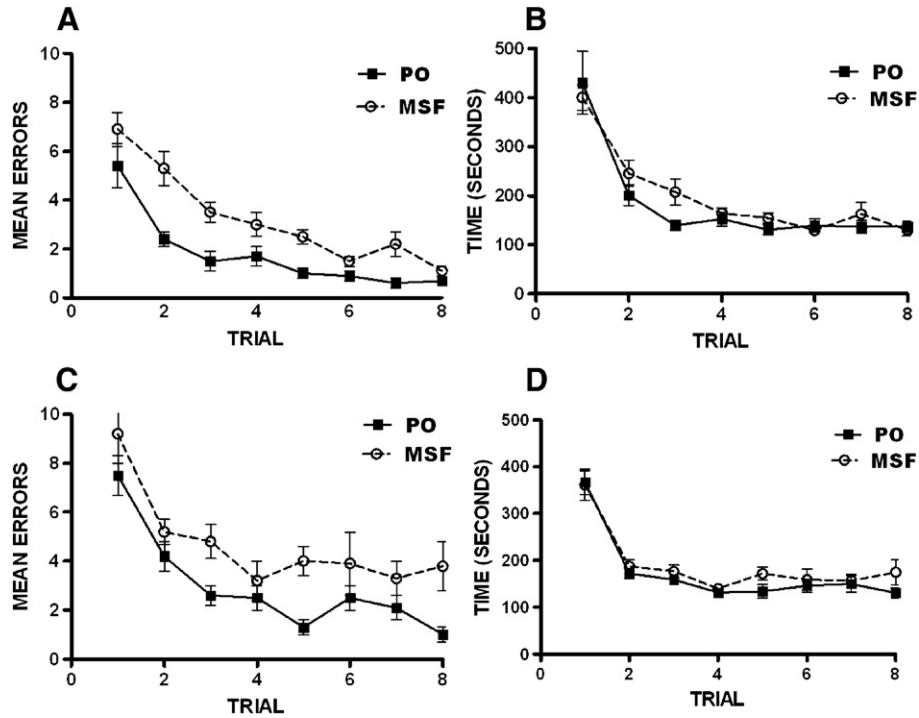 A
MEAN ERRORS
10
8
6
4
2
0
0 2 4 6 8
TRIAL
PO
MSF
B
TIME (SECONDS)
500
400
300
200
100
0
0 2 4 6 8
TRIAL
PO
MSF
C
MEAN ERRORS
10
8
6
4
2
0
0 2 4 6 8
TRIAL
PO
MSF
D
TIME (SECONDS)
500
400
300
200
100
0
0 2 4 6 8
TRIAL
PO
MSF